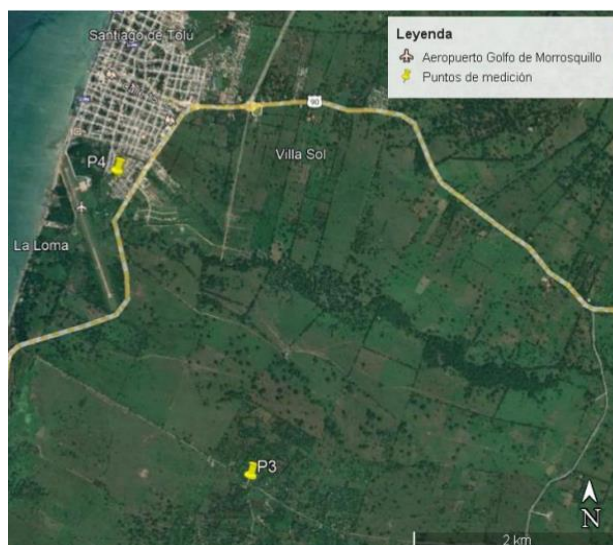 Santiago de Tolú
Leyenda
Aeropuerto Golfo de Morrosquillo
Puntos de medición
90
Villa Sol
P4
La Loma
P3
N
2 km